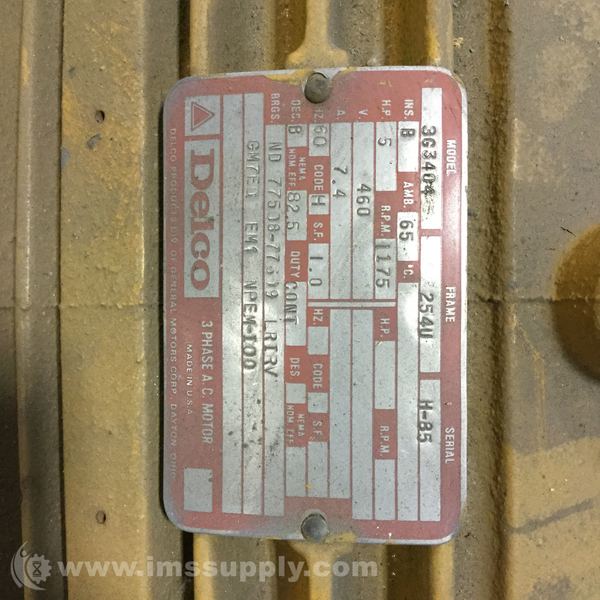 MODEL FRAME SERIAL
3G3404 254U H-85
INS. B AMB. 65 °C
H.P. 5 R.P.M. 1175 H.P. R.P.M.
V. 460
A. 7.4
HZ. 60 CODE H S.F. 1.0 HZ. CODE S.F.
DES. B NEMA NOM. EFF. 82.5 DUTY CONT DES NEMA NOM. EFF.
BRGS. ND LR13V
EM1 NPEM-100
Delco 3 PHASE A.C. MOTOR
MADE IN U.S.A.
DELCO PRODUCTS DIV. OF GENERAL MOTORS CORP., DAYTON, OHIO
www.imssupply.com